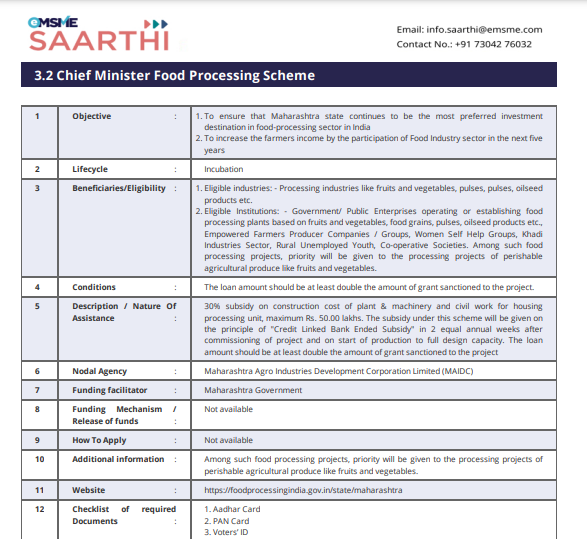 eMSME
SAARTHI
Email: info.saarthi@emsme.com
Contact No.: +91 73042 76032
3.2 Chief Minister Food Processing Scheme
1 Objective : 1. To ensure that Maharashtra state continues to be the most preferred investment
destination in food-processing sector in India
2. To increase the farmers income by the participation of Food Industry sector in the next five
years
2 Lifecycle : Incubation
3 Beneficiaries/Eligibility : 1. Eligible industries: - Processing industries like fruits and vegetables, pulses, pulses, oilseed
products etc.
2. Eligible Institutions: - Government/ Public Enterprises operating or establishing food
processing plants based on fruits and vegetables, food grains, pulses, oilseed products etc.,
Empowered Farmers Producer Companies / Groups, Women Self Help Groups, Khadi
Industries Sector, Rural Unemployed Youth, Co-operative Societies. Among such food
processing projects, priority will be given to the processing projects of perishable
agricultural produce like fruits and vegetables.
4 Conditions : The loan amount should be at least double the amount of grant sanctioned to the project.
5 Description / Nature Of
Assistance :
30% subsidy on construction cost of plant & machinery and civil work for housing
processing unit, maximum Rs. 50.00 lakhs. The subsidy under this scheme will be given on
the principle of "Credit Linked Bank Ended Subsidy" in 2 equal annual weeks after
commissioning of project and on start of production to full design capacity. The loan
amount should be at least double the amount of grant sanctioned to the project
6 Nodal Agency : Maharashtra Agro Industries Development Corporation Limited (MAIDC)
7 Funding facilitator : Maharashtra Government
8 Funding Mechanism /
Release of funds :
Not available
9 How To Apply : Not available
10 Additional information : Among such food processing projects, priority will be given to the processing projects of
perishable agricultural produce like fruits and vegetables.
11 Website : https://foodprocessingindia.gov.in/state/maharashtra
12 Checklist of required
Documents :
1. Aadhar Card
2. PAN Card
3. Voters' ID